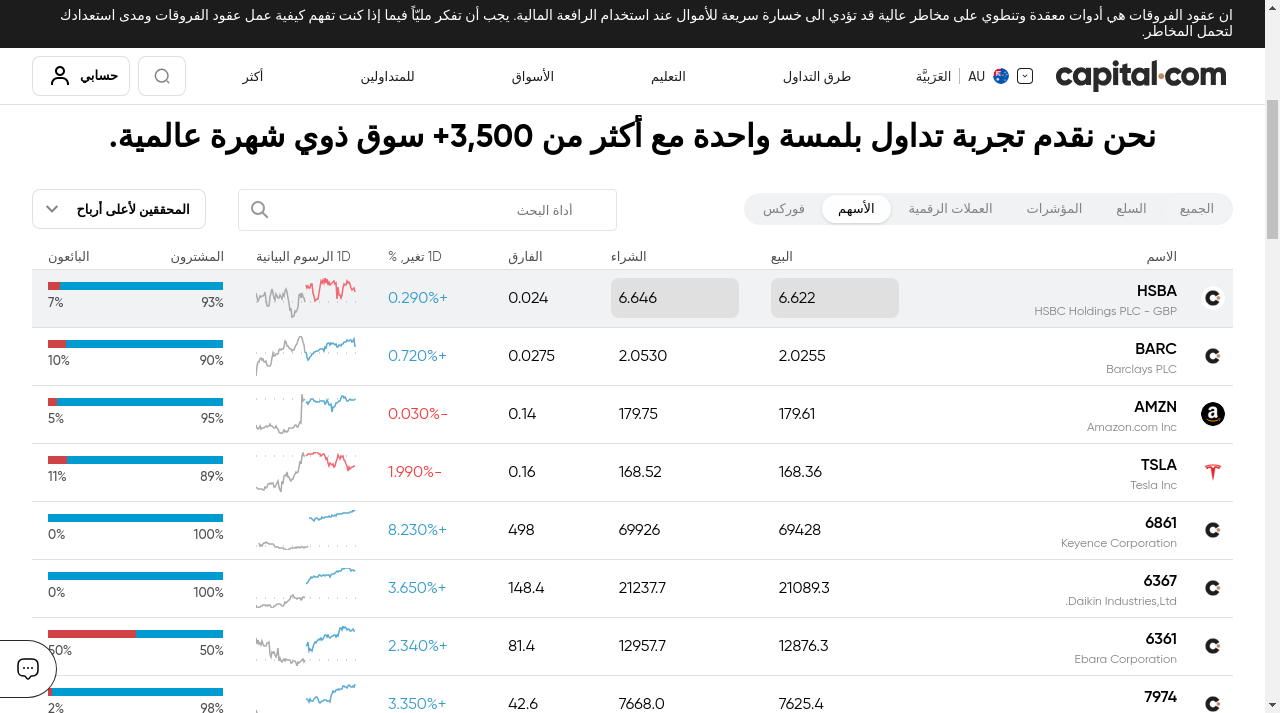 ان عقود الفروقات هي أدوات معقدة وتنطوي على مخاطر عالية قد تؤدي الى خسارة سريعة للأموال عند استخدام الرافعة المالية. يجب أن تفكر مليّاً فيما إذا كنت تفهم كيفية عمل عقود الفروقات ومدى استعدادك
لتحمل المخاطر.
capital.com AU العَرَبيَّة طرق التداول التعليم الأسواق للمتداولين أكثر حسابي
نحن نقدم تجربة تداول بلمسة واحدة مع أكثر من 3,500+ سوق ذوي شهرة عالمية.
الجميع السلع المؤشرات العملات الرقمية الأسهم فوركس أداة البحث المحققين لأعلى أرباح
الاسم البيع الشراء الفارق 1D تغير, % 1D الرسوم البيانية المشترون البائعون
HSBA 6.622 6.646 0.024 0.290%+ 93% 7%
HSBC Holdings PLC - GBP
BARC 2.0255 2.0530 0.0275 0.720%+ 90% 10%
Barclays PLC
AMZN 179.61 179.75 0.14 0.030%- 95% 5%
Amazon.com Inc
TSLA 168.36 168.52 0.16 1.990%- 89% 11%
Tesla Inc
6861 69428 69926 498 8.230%+ 100% 0%
Keyence Corporation
6367 21089.3 21237.7 148.4 3.650%+ 100% 0%
.Daikin Industries,Ltd
6361 12876.3 12957.7 81.4 2.340%+ 50% 50%
Ebara Corporation
7974 7625.4 7668.0 42.6 3.350%+ 98% 2%